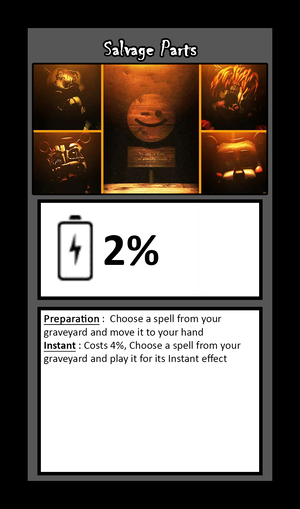 Salvage Parts
2%
Preparation : Choose a spell from your
graveyard and move it to your hand
Instant : Costs 4%, Choose a spell from your
graveyard and play it for its Instant effect